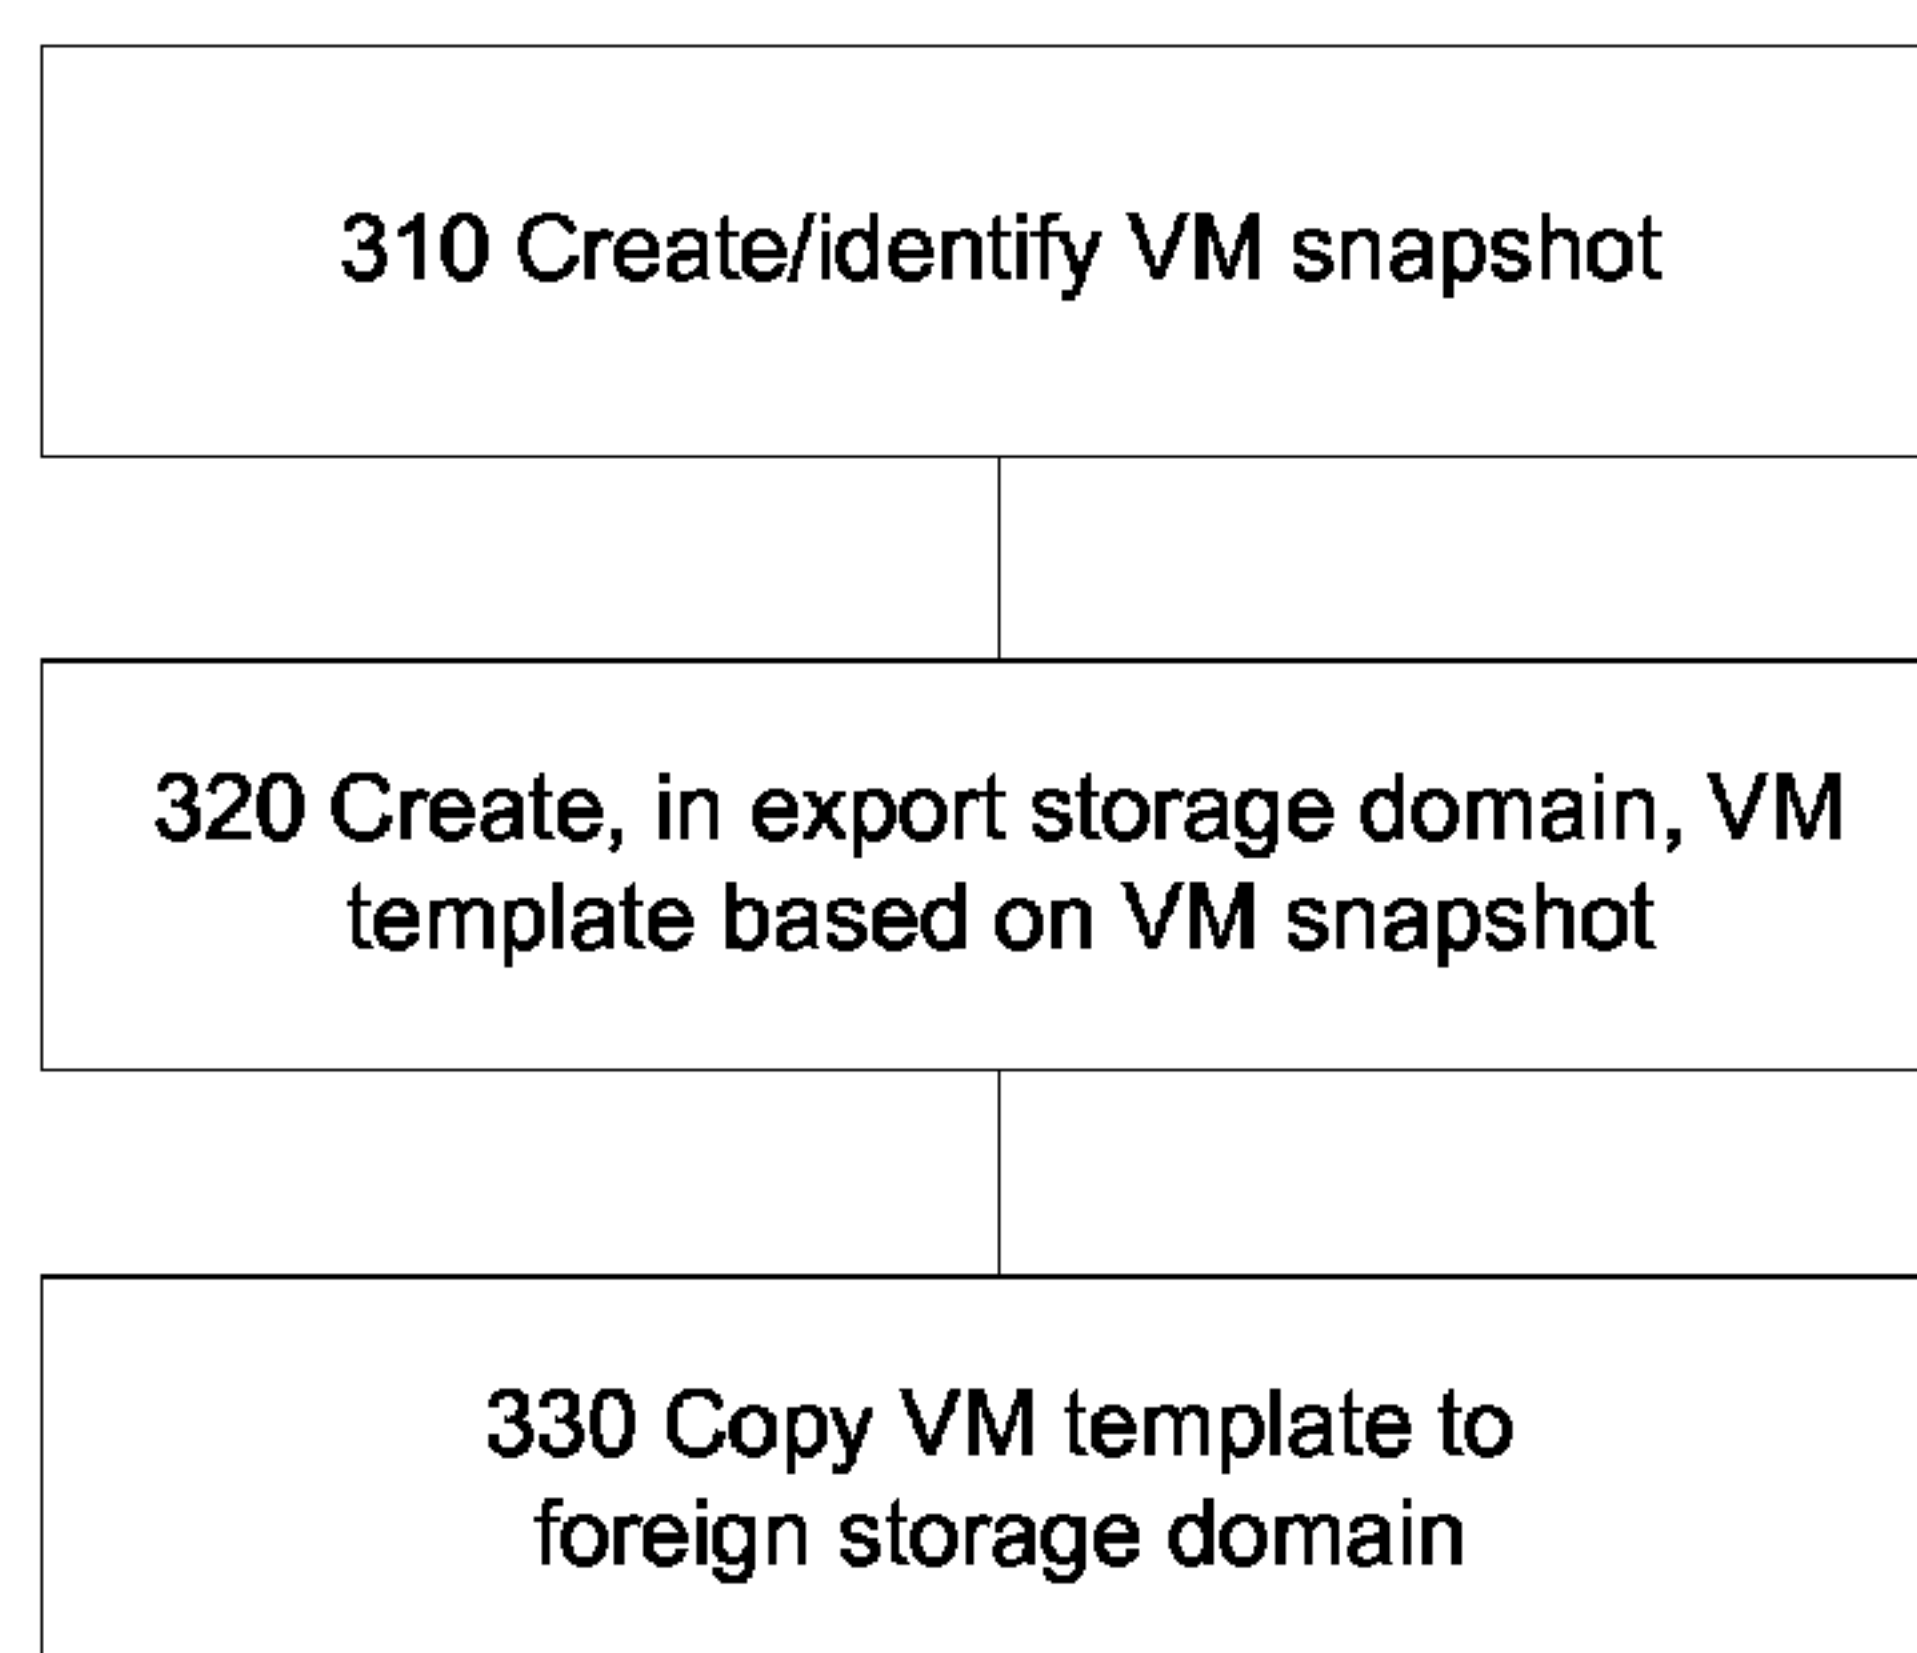 310 Create/identify VM snapshot
320 Create, in export storage domain, VM
template based on VM snapshot
330 Copy VM template to
foreign storage domain